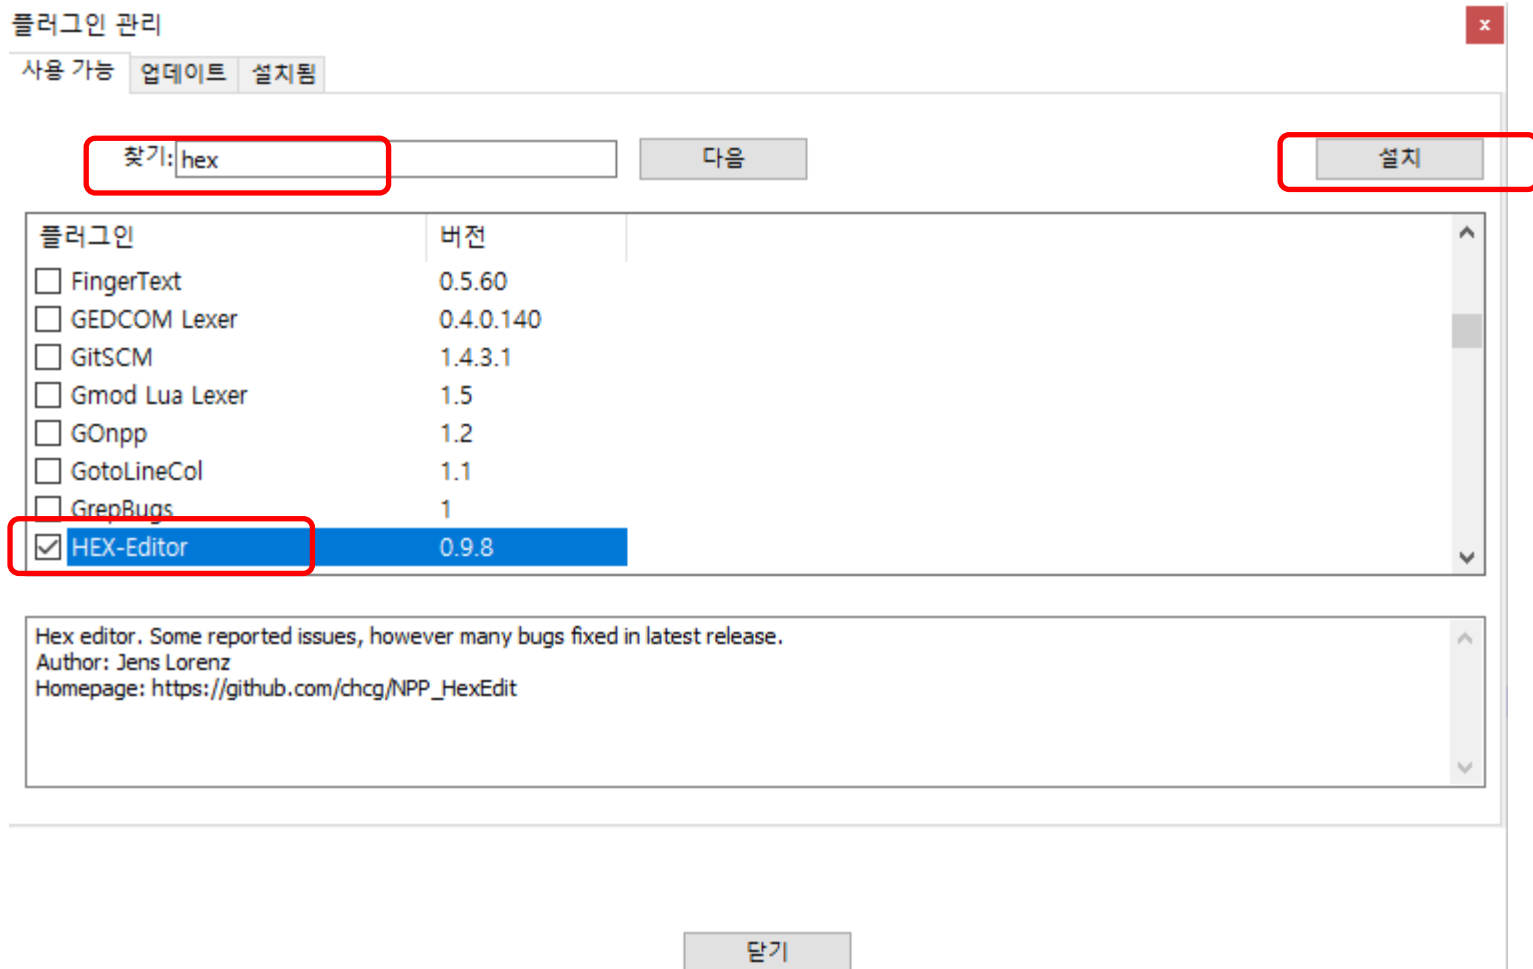 플러그인 관리
x
사용 가능 업데이트 설치됨
찾기: hex 다음 설치
플러그인 버전
FingerText 0.5.60
GEDCOM Lexer 0.4.0.140
GitSCM 1.4.3.1
Gmod Lua Lexer 1.5
GOnpp 1.2
GotoLineCol 1.1
GrepBugs 1
HEX-Editor 0.9.8
Hex editor. Some reported issues, however many bugs fixed in latest release.
Author: Jens Lorenz
Homepage: https://github.com/chcg/NPP_HexEdit
닫기